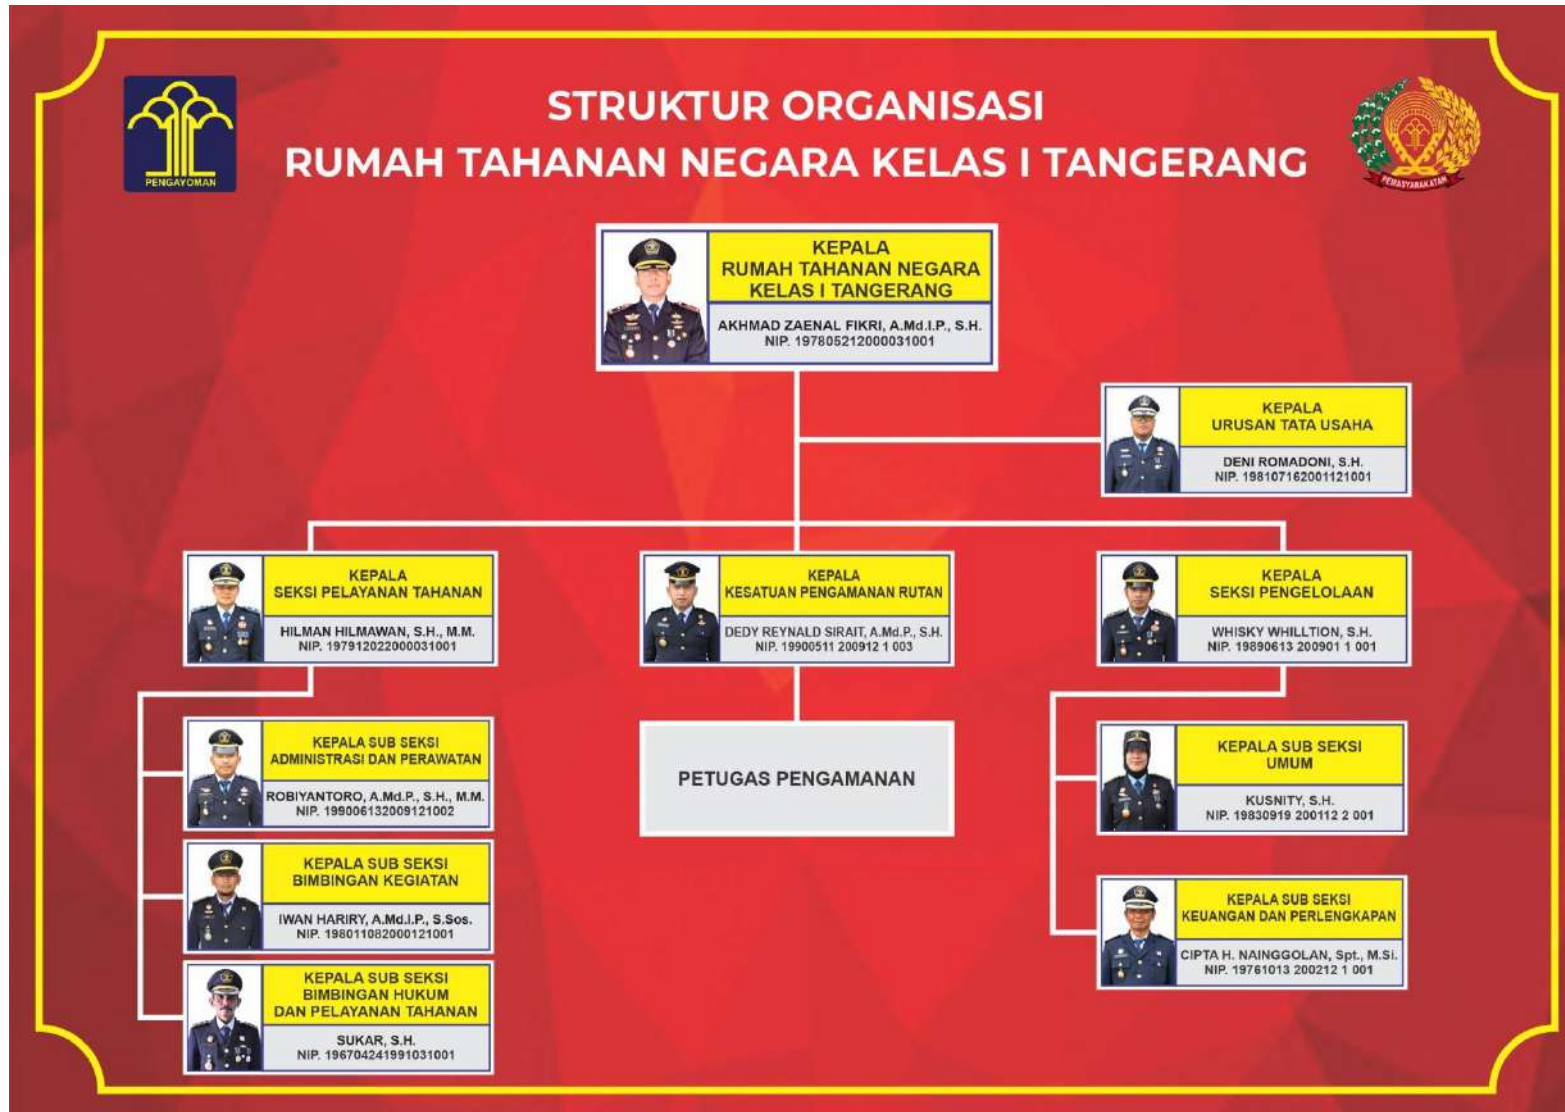 STRUKTUR ORGANISASI
RUMAH TAHANAN NEGARA KELAS I TANGERANG
PENGAYOMAN
PEMASYARAKATAN
KEPALA
RUMAH TAHANAN NEGARA
KELAS I TANGERANG
AKHMAD ZAENAL FIKRI, A.Md.I.P., S.H.
NIP. 197805212000031001
KEPALA
URUSAN TATA USAHA
DENI ROMADONI, S.H.
NIP. 198107162001121001
KEPALA
SEKSI PELAYANAN TAHANAN
HILMAN HILMAWAN, S.H., M.M.
NIP. 197912022000031001
KEPALA
KESATUAN PENGAMANAN RUTAN
DEDY REYNALD SIRAIT, A.Md.P., S.H.
NIP. 19900511 200912 1 003
KEPALA
SEKSI PENGELOLAAN
WHISKY WHILLTION, S.H.
NIP. 19890613 200901 1 001
KEPALA SUB SEKSI
ADMINISTRASI DAN PERAWATAN
ROBIYANTORO, A.Md.P., S.H., M.M.
NIP. 199006132009121002
KEPALA SUB SEKSI
BIMBINGAN KEGIATAN
IWAN HARIRY, A.Md.I.P., S.Sos.
NIP. 198011082000121001
KEPALA SUB SEKSI
BIMBINGAN HUKUM
DAN PELAYANAN TAHANAN
SUKAR, S.H.
NIP. 196704241991031001
PETUGAS PENGAMANAN
KEPALA SUB SEKSI
UMUM
KUSNITY, S.H.
NIP. 19830919 200112 2 001
KEPALA SUB SEKSI
KEUANGAN DAN PERLENGKAPAN
CIPTA H. NAINGGOLAN, Spt., M.Si.
NIP. 19761013 200212 1 001